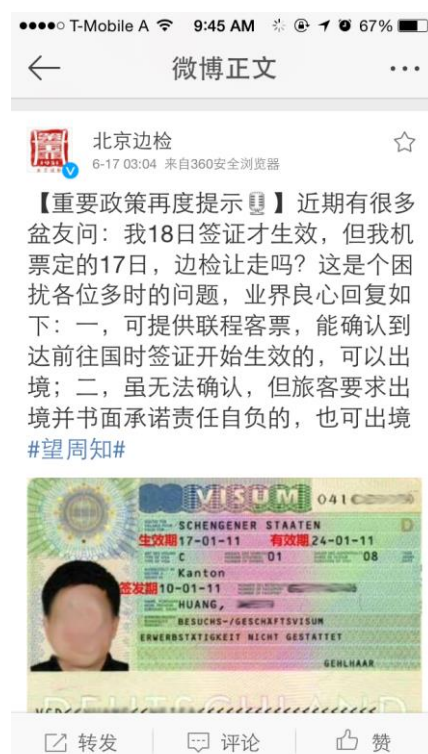 T-Mobile A 9:45 AM 67%
微博正文
北京边检
6-17 03:04 来自360安全浏览器
【重要政策再度提示】近期有很多
盆友问：我18日签证才生效，但我机
票定的17日，边检让走吗？这是个困
扰各位多时的问题，业界良心回复如
下：一，可提供联程客票，能确认到
达前往国时签证开始生效的，可以出
境；二，虽无法确认，但旅客要求出
境并书面承诺责任自负的，也可出境
#望周知#
VISUM 041
SCHENGENER STAATEN D
生效期17-01-11 有效期24-01-11
C 01 08
Kanton
签发期10-01-11
HUANG,
BESUCHS-/GESCHÄFTSVISUM
ERWERBSTÄTIGKEIT NICHT GESTATTET
GEHLHAAR
DEUTSCHLAND
转发 评论 赞